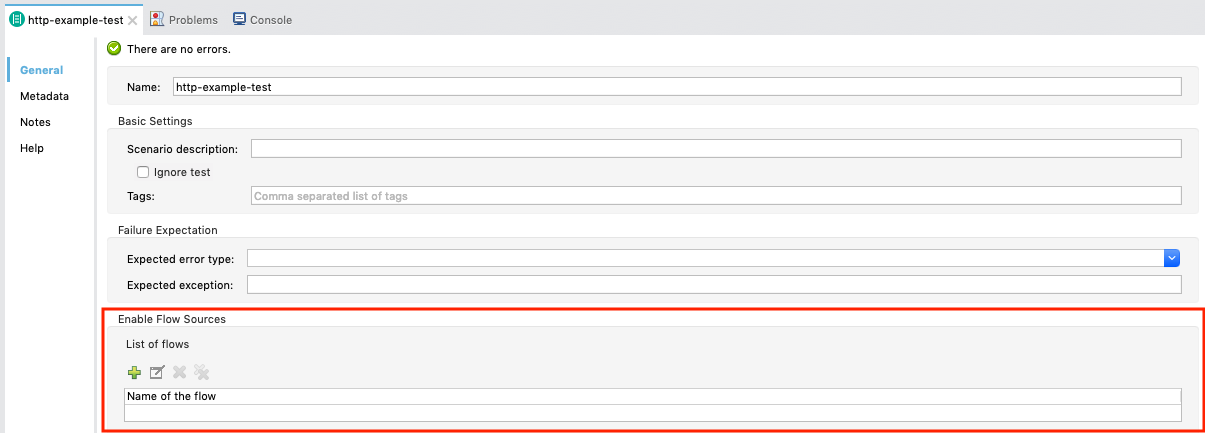 http-example-test Problems Console
There are no errors.
General
Metadata
Notes
Help
Name: http-example-test
Basic Settings
Scenario description:
Ignore test
Tags: Comma separated list of tags
Failure Expectation
Expected error type:
Expected exception:
Enable Flow Sources
List of flows
Name of the flow